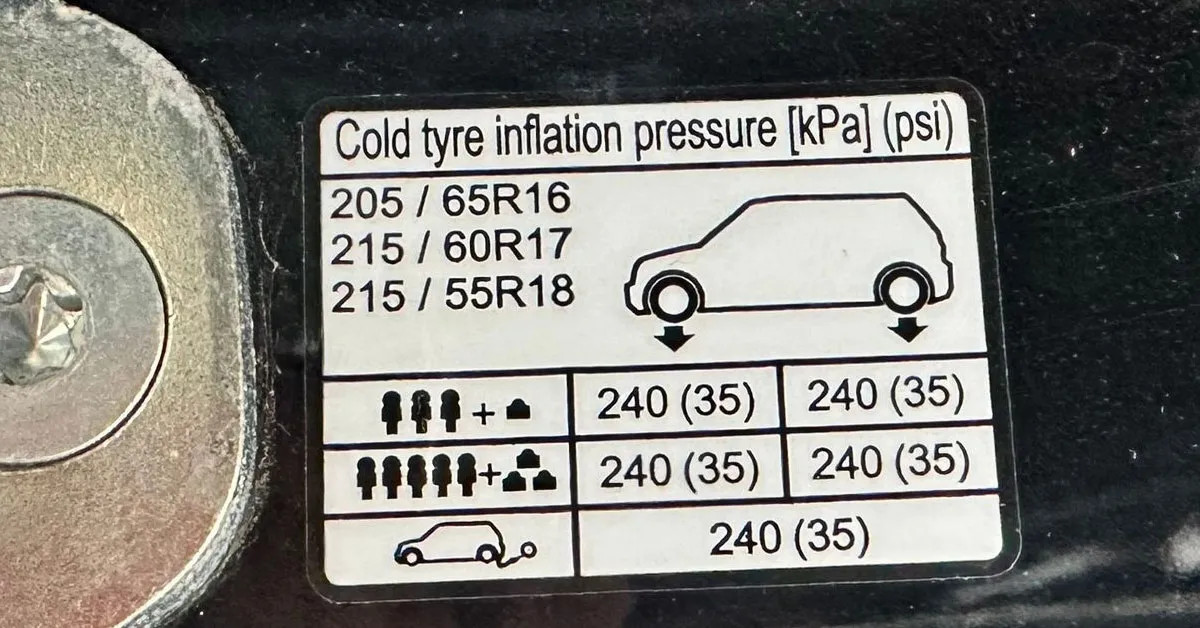 Cold tyre inflation pressure [kPa] (psi)
205 / 65R16
215 / 60R17
215 / 55R18
+ 240 (35) 240 (35)
+ 240 (35) 240 (35)
240 (35)